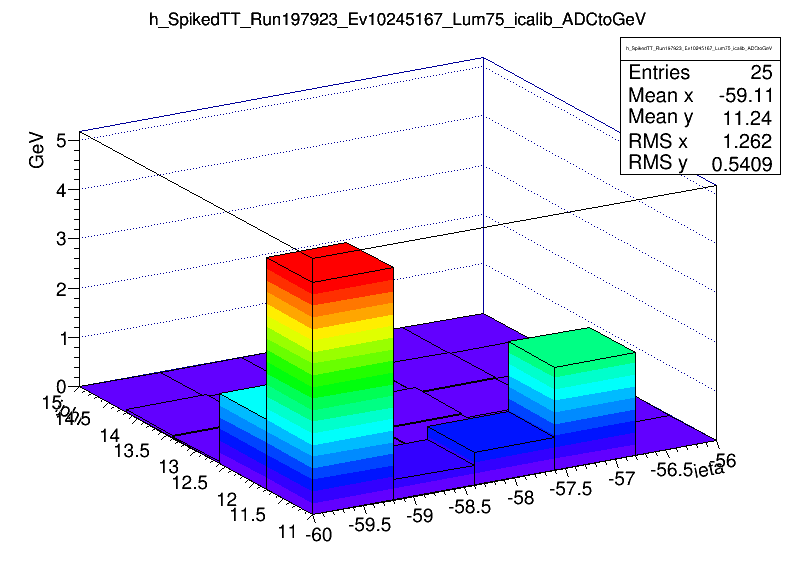 h_SpikedTT_Run197923_Ev10245167_Lum75_icalib_ADCtoGeV
h_SpikedTT_Run197923_Ev10245167_Lum75_icalib_ADCtoGeV
Entries 25
Mean x -59.11
Mean y 11.24
RMS x 1.262
RMS y 0.5409
GeV
5
4
3
2
1
0
15
14.5
14
13.5
13
12.5
12
11.5
11
-60
-59.5
-59
-58.5
-58
-57.5
-57
-56.5
-56
ieta